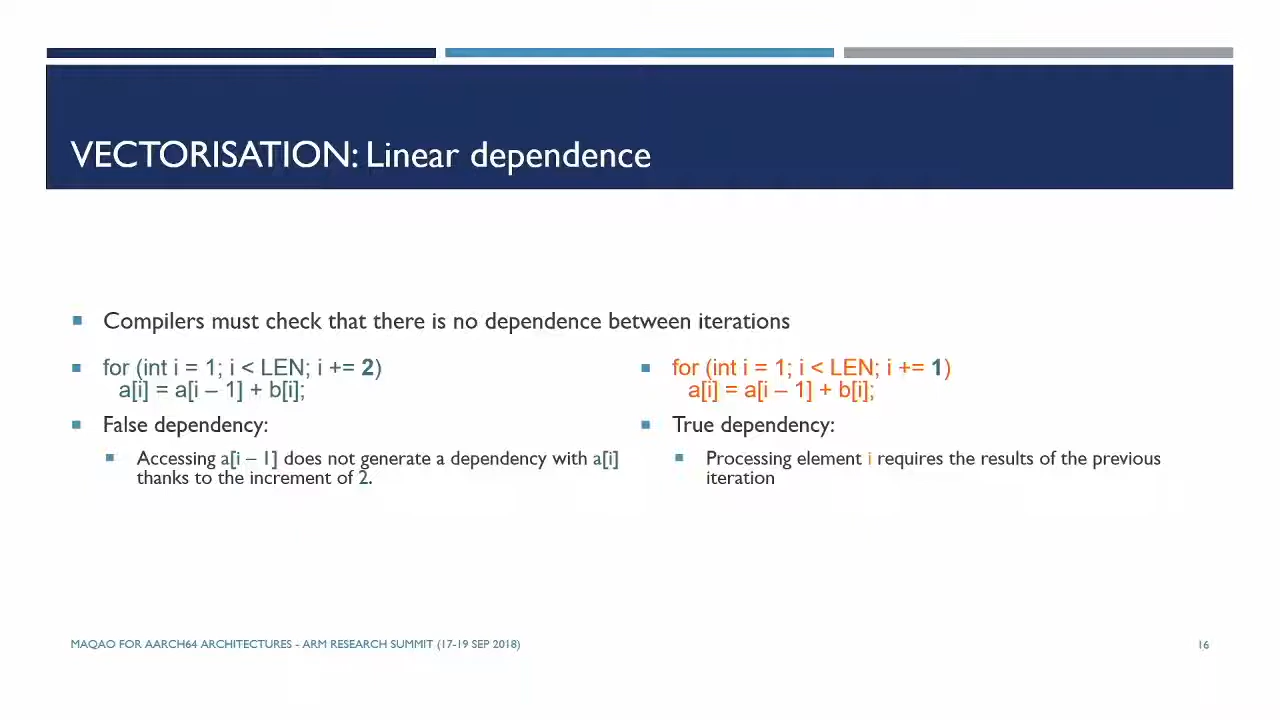 VECTORISATION: Linear dependence
Compilers must check that there is no dependence between iterations
for (int i = 1; i < LEN; i += 2)
a[i] = a[i – 1] + b[i];
False dependency:
Accessing a[i – 1] does not generate a dependency with a[i]
thanks to the increment of 2.
for (int i = 1; i < LEN; i += 1)
a[i] = a[i – 1] + b[i];
True dependency:
Processing element i requires the results of the previous
iteration
MAQAO FOR AARCH64 ARCHITECTURES - ARM RESEARCH SUMMIT (17-19 SEP 2018)
16